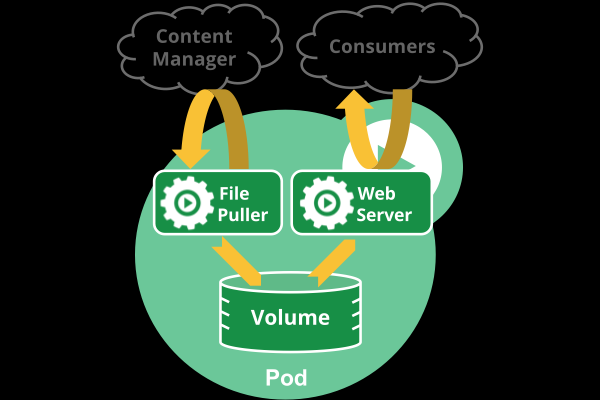 Content
Manager
Consumers
File
Puller
Web
Server
Volume
Pod